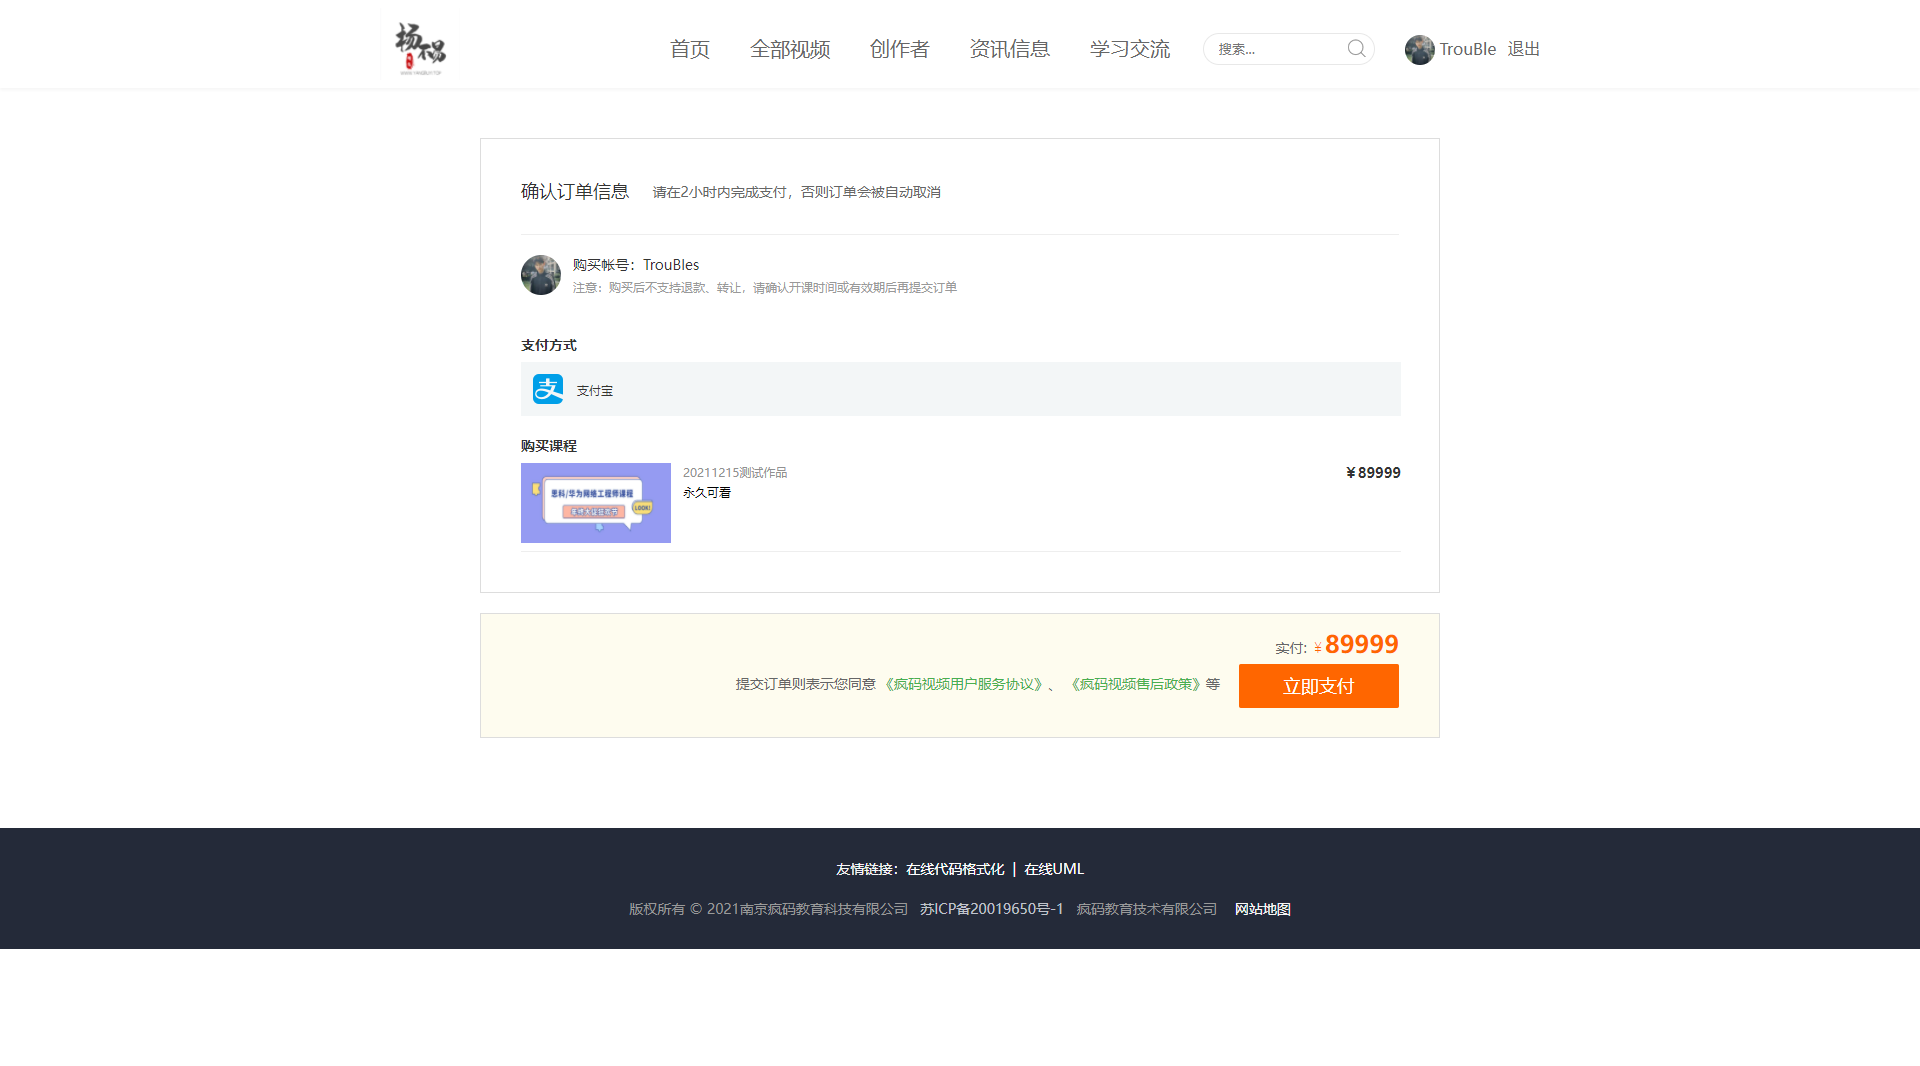 杨不易
首页 全部视频 创作者 资讯信息 学习交流 搜索... TrouBle 退出
确认订单信息 请在2小时内完成支付，否则订单会被自动取消
购买帐号：TrouBles
注意：购买后不支持退款、转让，请确认开课时间或有效期后再提交订单
支付方式
支 支付宝
购买课程
思科/华为网络工程师课程
LOOK!
20211215测试作品
永久可看
￥89999
实付: ￥89999
提交订单则表示您同意 《疯码视频用户服务协议》、 《疯码视频售后政策》等
立即支付
友情链接：在线代码格式化 | 在线UML
版权所有 © 2021南京疯码教育科技有限公司 苏ICP备20019650号-1 疯码教育技术有限公司 网站地图